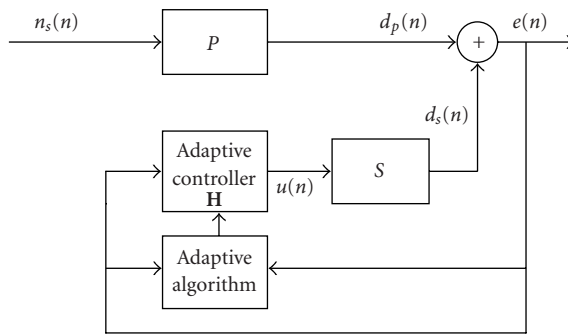 n_s(n)
P
d_p(n)
+
e(n)
d_s(n)
Adaptive
controller
H
u(n)
S
Adaptive
algorithm